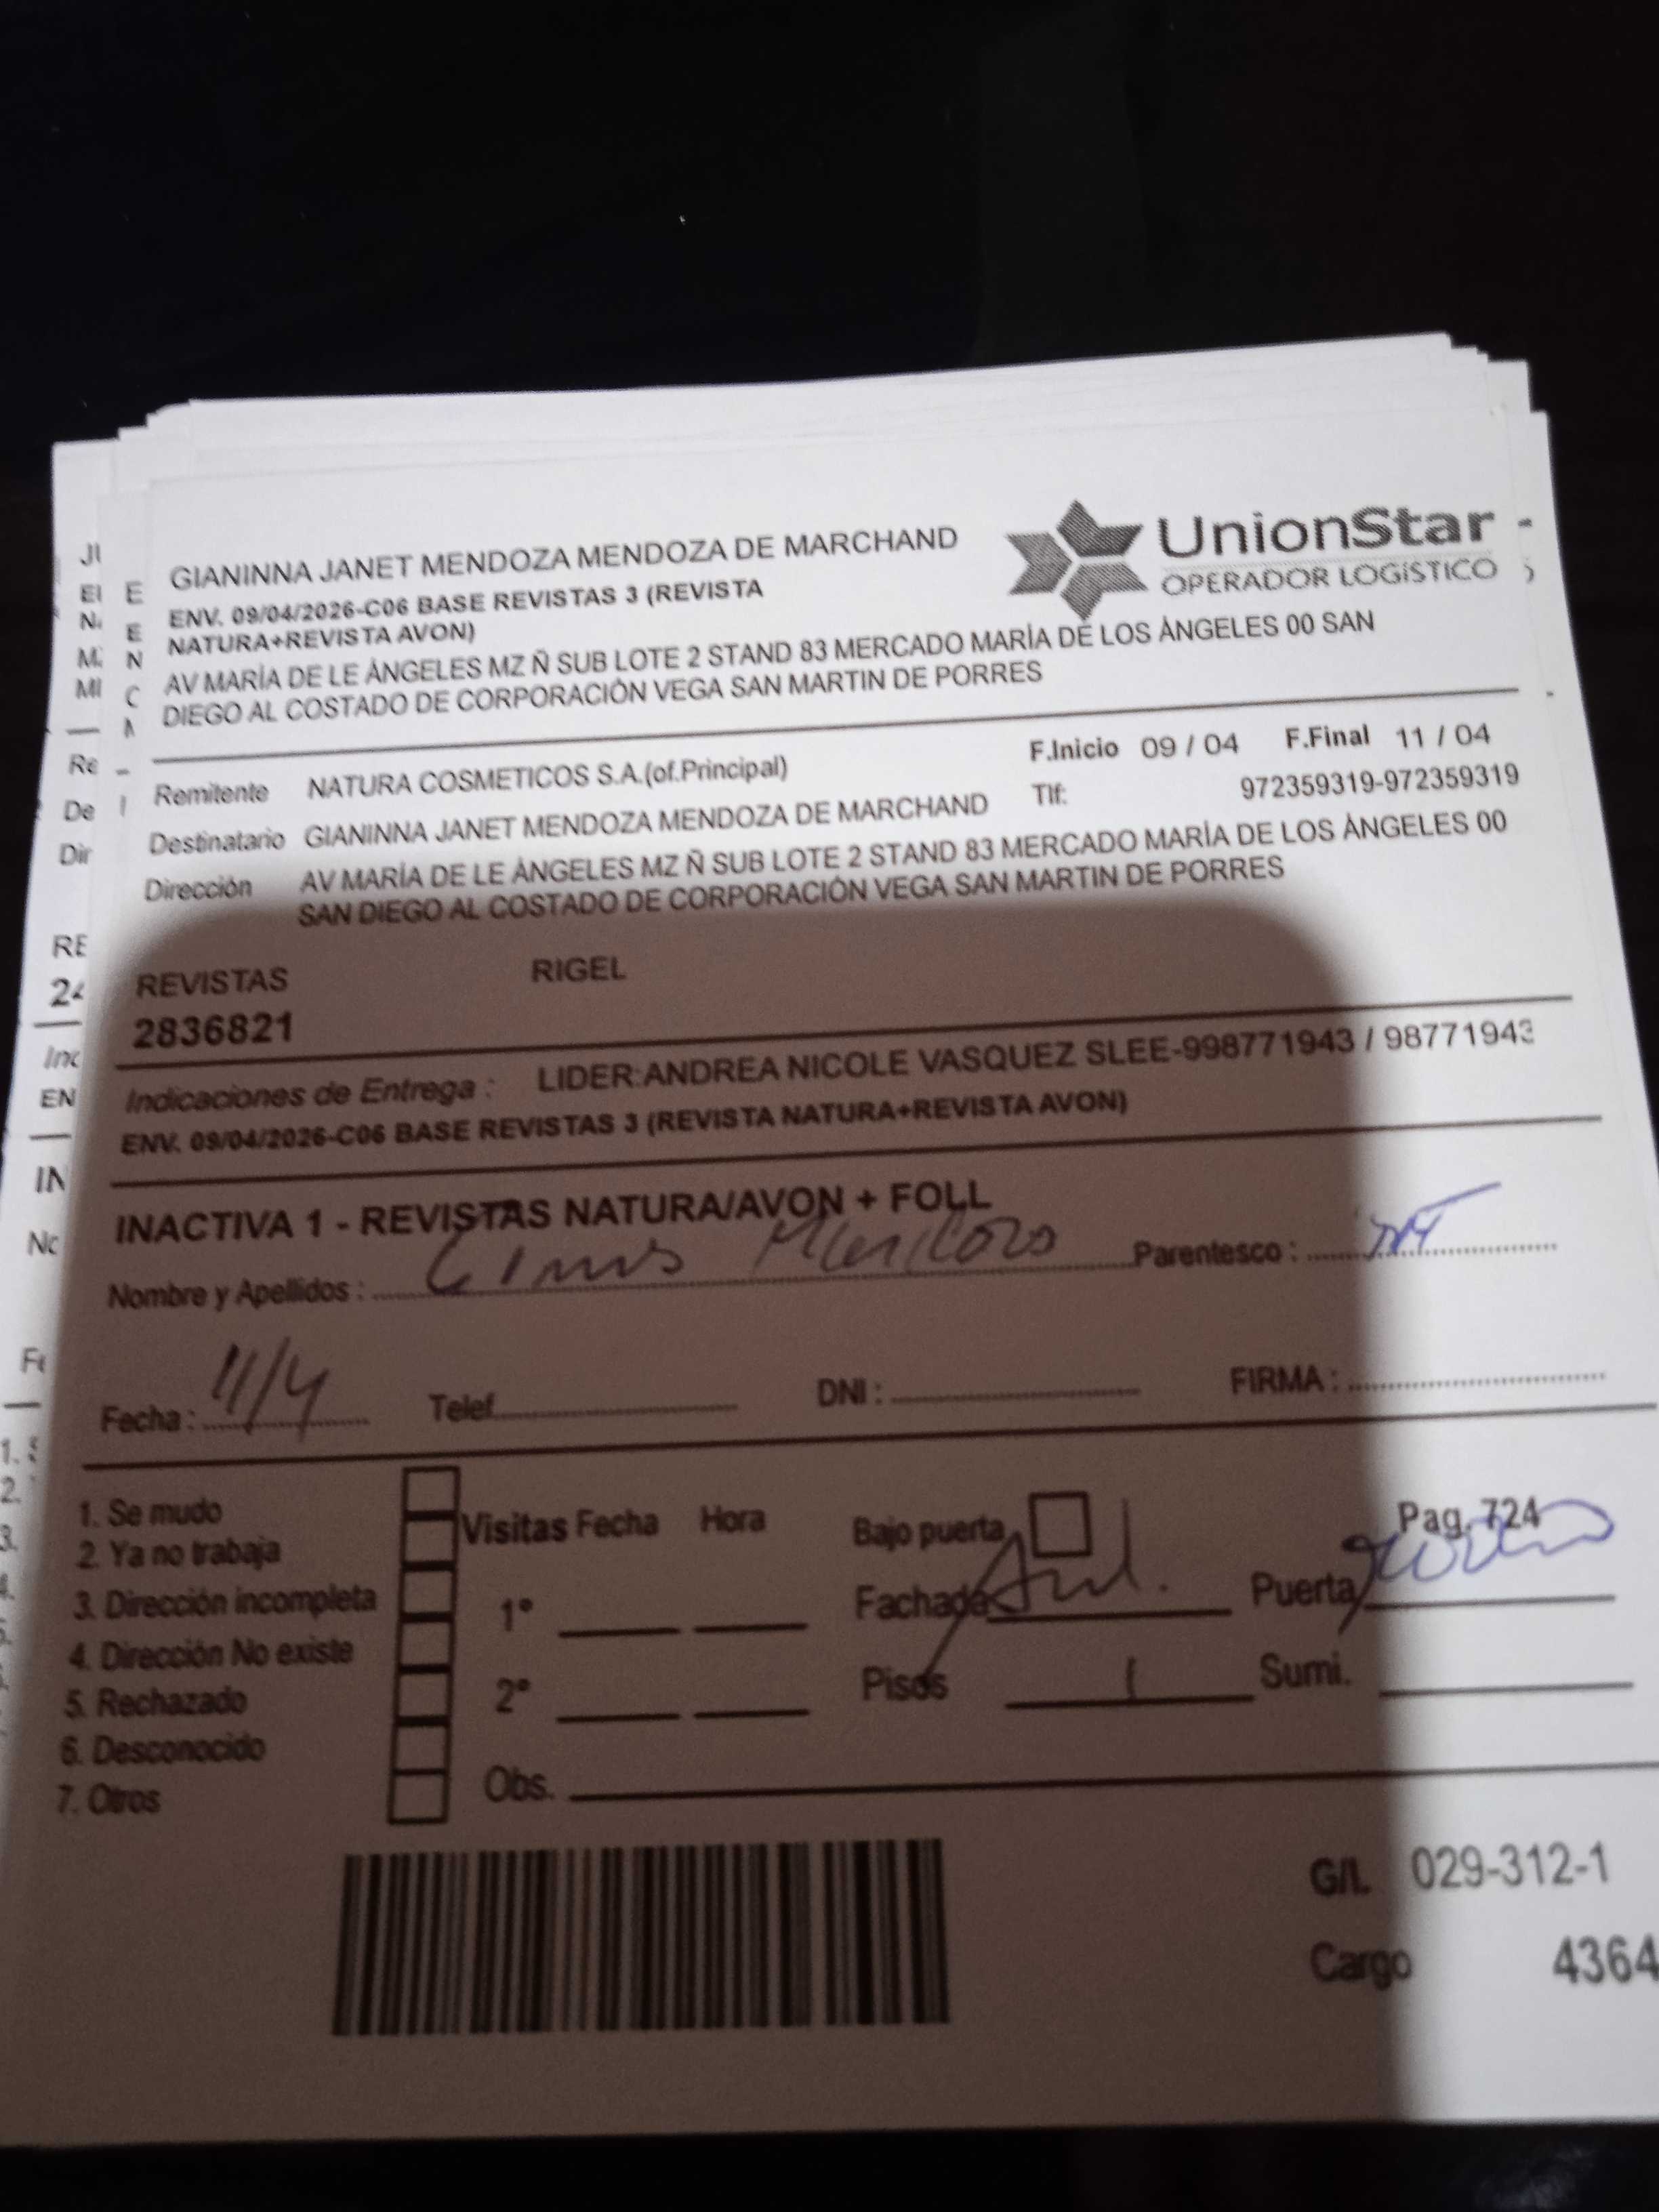 GIANINNA JANET MENDOZA MENDOZA DE MARCHAND
UnionStar
OPERADOR LOGÍSTICO
ENV. 09/04/2026-C06 BASE REVISTAS 3 (REVISTA
NATURA+REVISTA AVON)
AV MARÍA DE LE ÁNGELES MZ Ñ SUB LOTE 2 STAND 83 MERCADO MARÍA DE LOS ÁNGELES 00 SAN
DIEGO AL COSTADO DE CORPORACIÓN VEGA SAN MARTIN DE PORRES
Remitente NATURA COSMETICOS S.A.(of.Principal) F.Inicio 09 / 04 F.Final 11 / 04
Destinatario GIANINNA JANET MENDOZA MENDOZA DE MARCHAND Tlf: 972359319-972359319
Dirección AV MARÍA DE LE ÁNGELES MZ Ñ SUB LOTE 2 STAND 83 MERCADO MARÍA DE LOS ÁNGELES 00
SAN DIEGO AL COSTADO DE CORPORACIÓN VEGA SAN MARTIN DE PORRES
REVISTAS RIGEL
2836821
Indicaciones de Entrega : LIDER:ANDREA NICOLE VASQUEZ SLEE-998771943 / 98771943
ENV. 09/04/2026-C06 BASE REVISTAS 3 (REVISTA NATURA+REVISTA AVON)
INACTIVA 1 - REVISTAS NATURA/AVON + FOLL
Nombre y Apellidos : Parentesco :
Fecha : 11/4 Telef. DNI : FIRMA :
1. Se mudo
2. Ya no trabaja
3. Dirección incompleta
4. Dirección No existe
5. Rechazado
6. Desconocido
7. Otros
Visitas Fecha Hora
1°
2°
Obs.
Bajo puerta Pag. 724
Fachada Puerta
Pisos 1 Sumi.
G/L 029-312-1
Cargo 4364